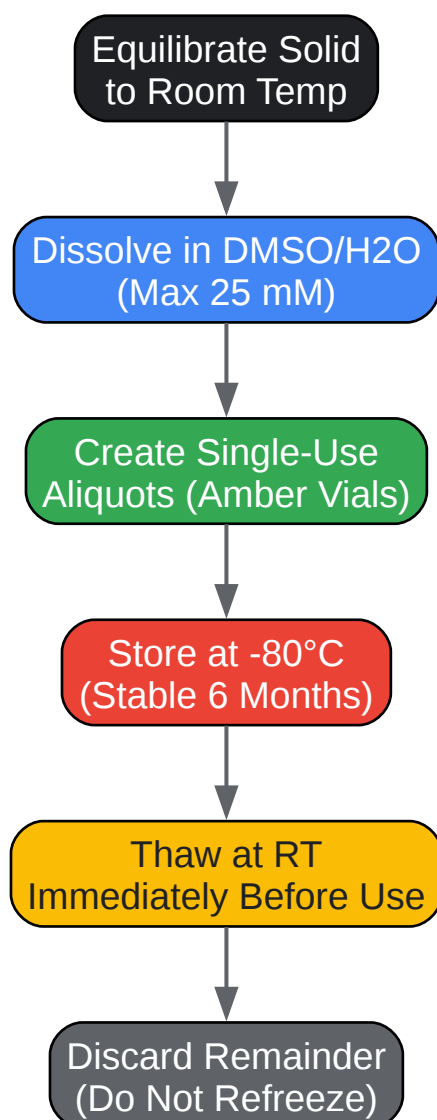 Equilibrate Solid
to Room Temp
Dissolve in DMSO/H2O
(Max 25 mM)
Create Single-Use
Aliquots (Amber Vials)
Store at -80°C
(Stable 6 Months)
Thaw at RT
Immediately Before Use
Discard Remainder
(Do Not Refreeze)